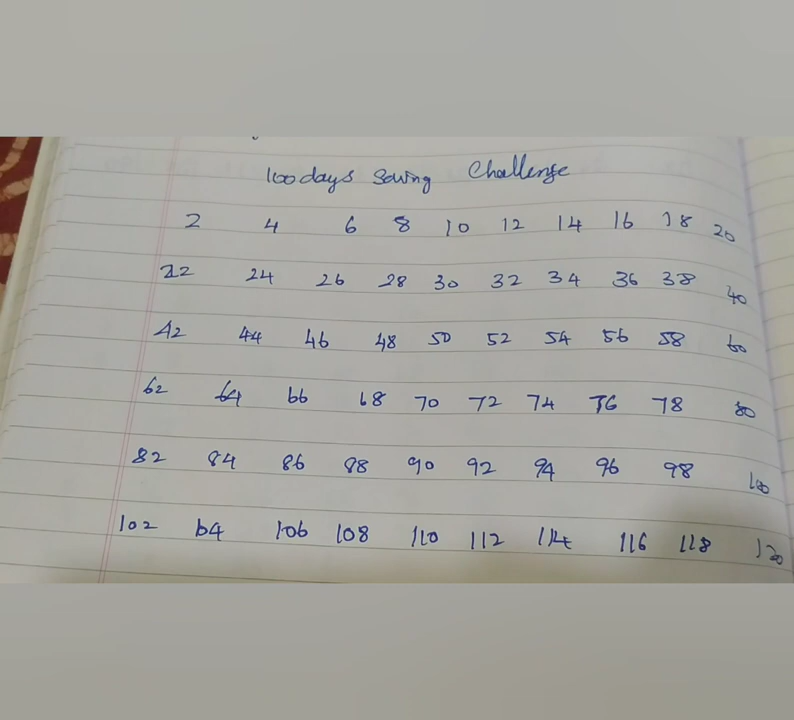 100 days Saving Challenge
2 4 6 8 10 12 14 16 18 20
22 24 26 28 30 32 34 36 38 40
42 44 46 48 50 52 54 56 58 60
62 64 66 68 70 72 74 76 78 80
82 84 86 88 90 92 94 96 98 100
102 104 106 108 110 112 114 116 118 120